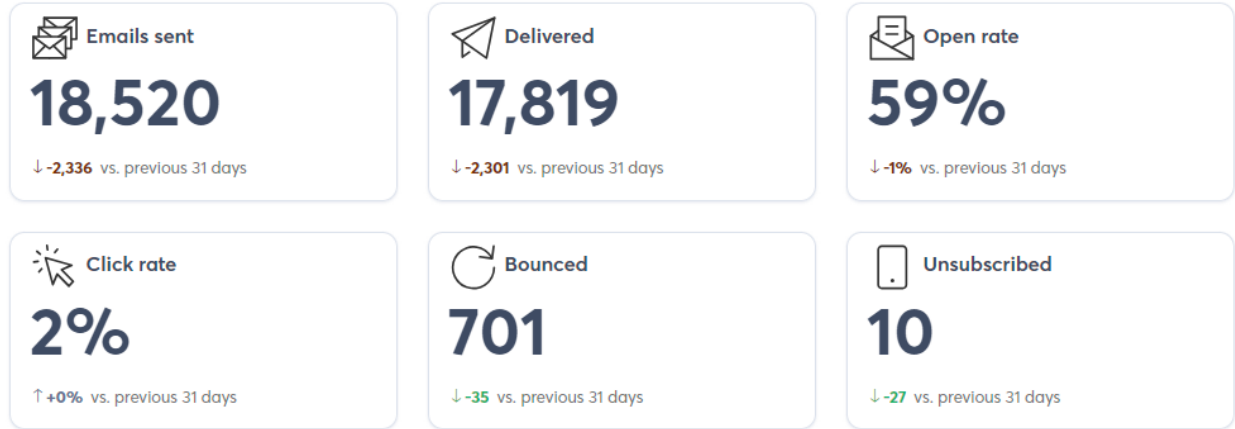 Emails sent
18,520
↓ -2,336 vs. previous 31 days
Delivered
17,819
↓ -2,301 vs. previous 31 days
Open rate
59%
↓ -1% vs. previous 31 days
Click rate
2%
↑ +0% vs. previous 31 days
Bounced
701
↓ -35 vs. previous 31 days
Unsubscribed
10
↓ -27 vs. previous 31 days